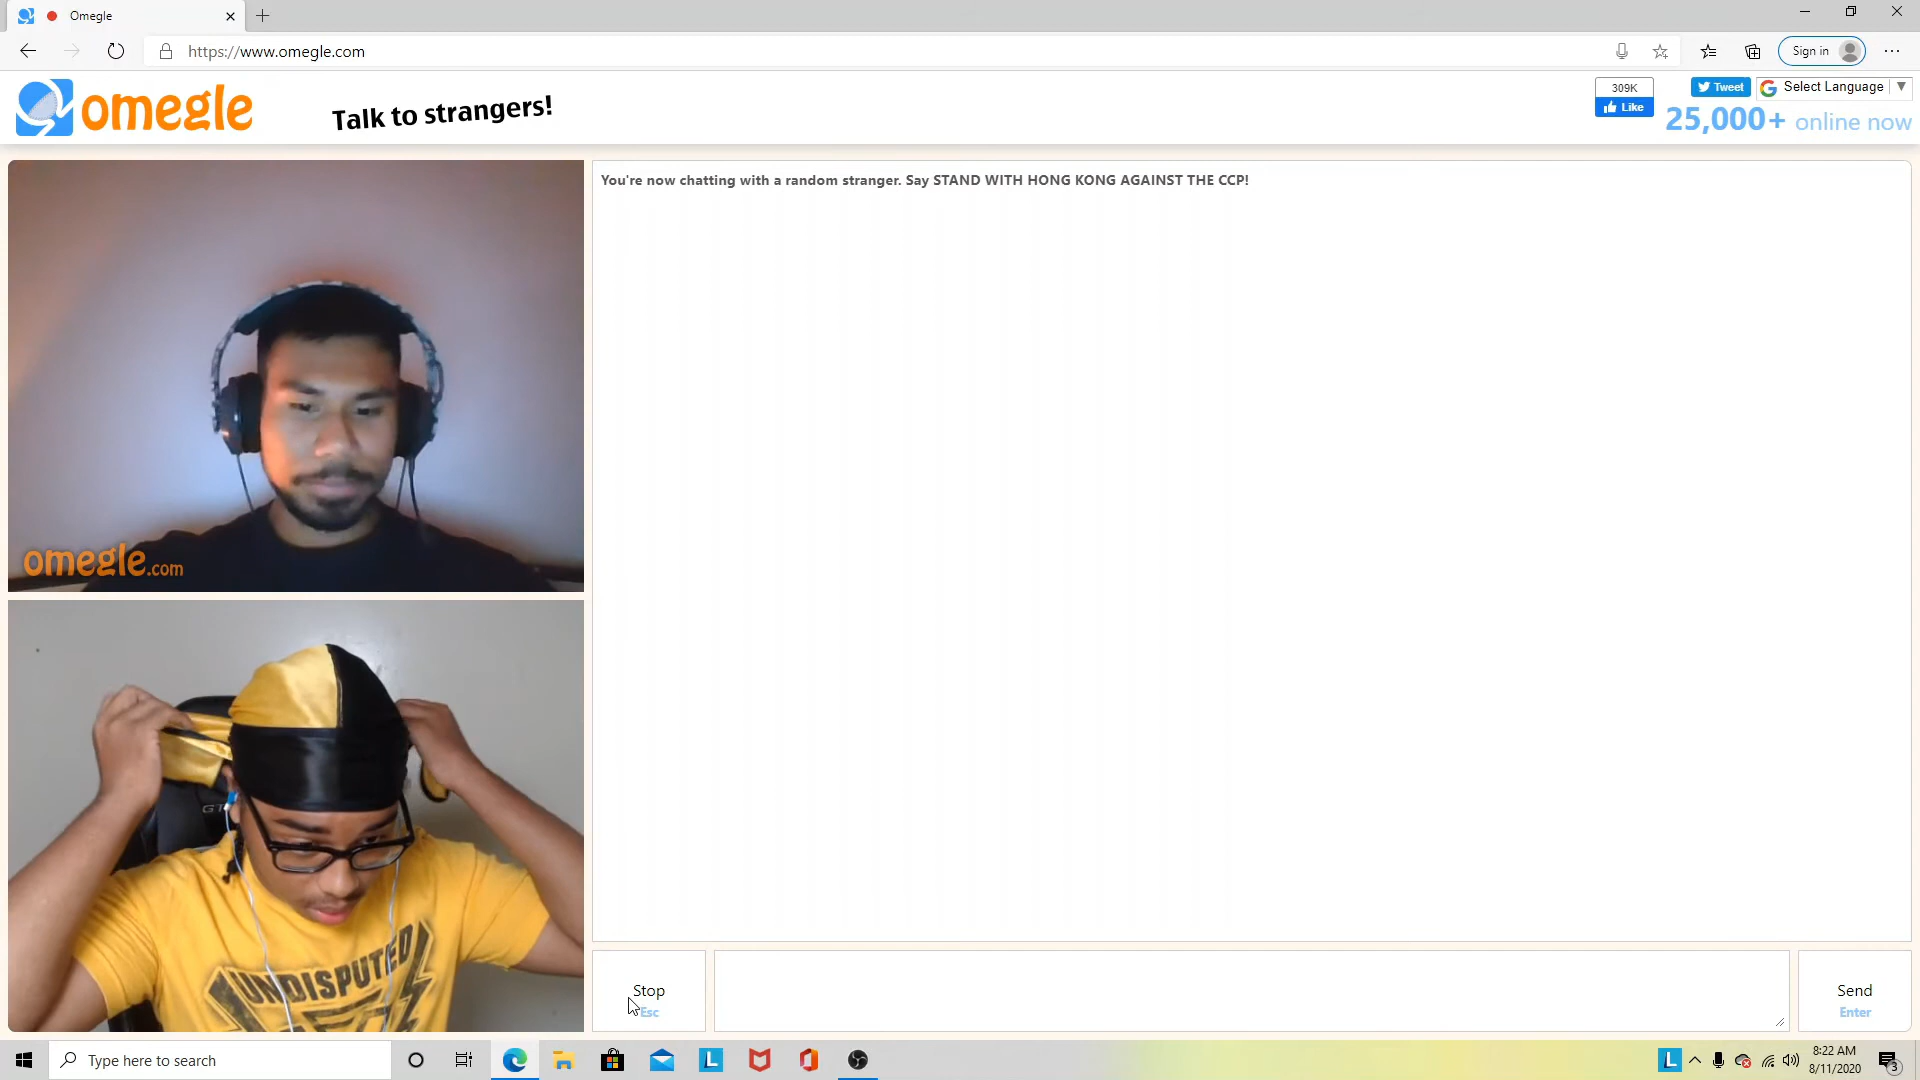 Omegle
https://www.omegle.com
Sign in
omegle
Talk to strangers!
309K
Like
Tweet
Select Language
25,000+ online now
You're now chatting with a random stranger. Say STAND WITH HONG KONG AGAINST THE CCP!
omegle.com
GT
UNDISPUTED
Stop
Esc
Send
Enter
Type here to search
8:22 AM
8/11/2020
3